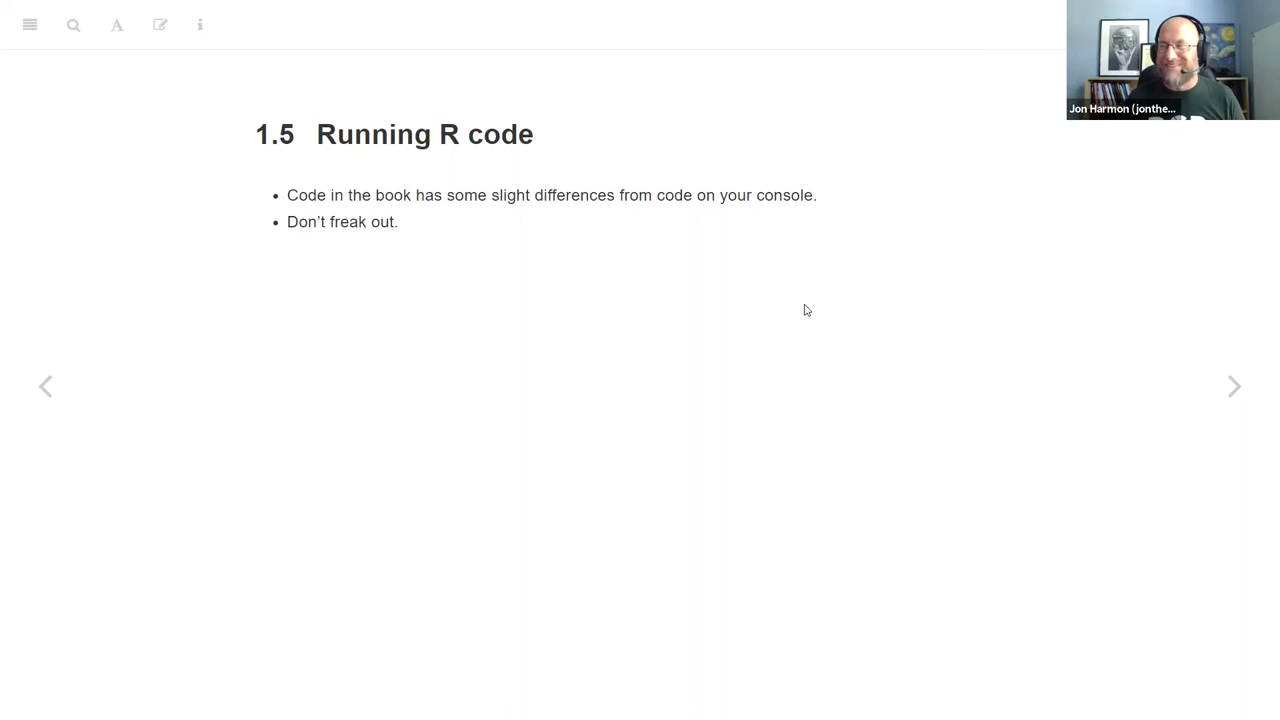 Jon Harmon (jonthe...
1.5 Running R code
• Code in the book has some slight differences from code on your console.
• Don’t freak out.